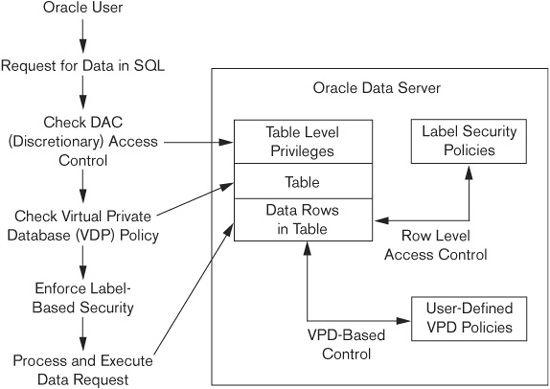 Oracle User
Request for Data in SQL
Check DAC
(Discretionary) Access
Control
Check Virtual Private
Database (VDP) Policy
Enforce Label-
Based Security
Process and Execute
Data Request
Oracle Data Server
Table Level
Privileges
Table
Data Rows
in Table
Label Security
Policies
Row Level
Access Control
User-Defined
VPD Policies
VPD-Based
Control